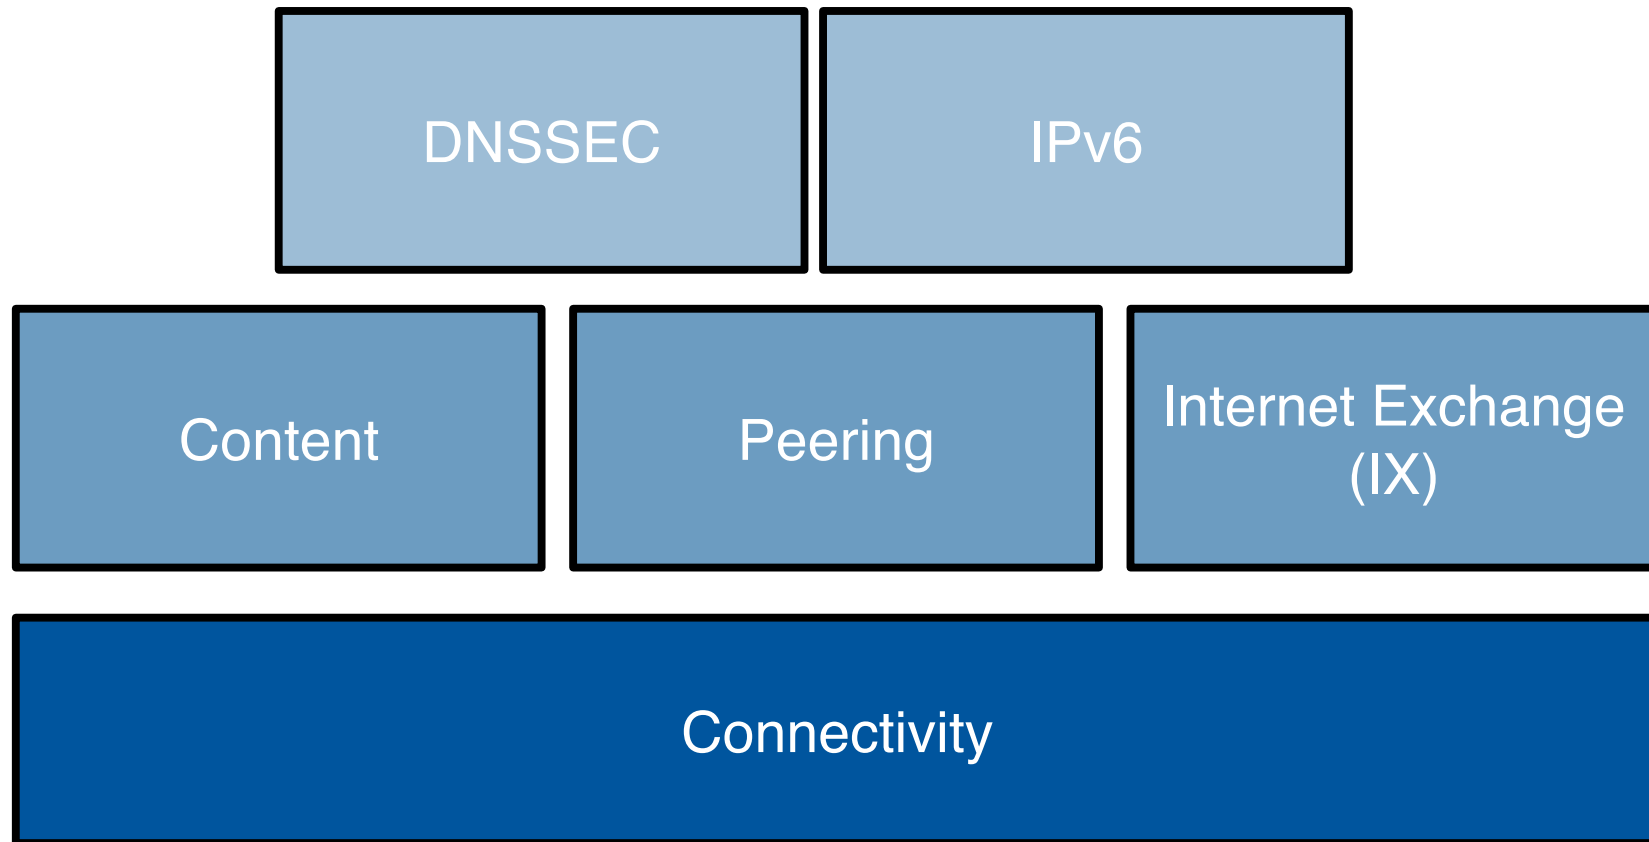 DNSSEC
IPv6
Content
Peering
Internet Exchange
(IX)
Connectivity